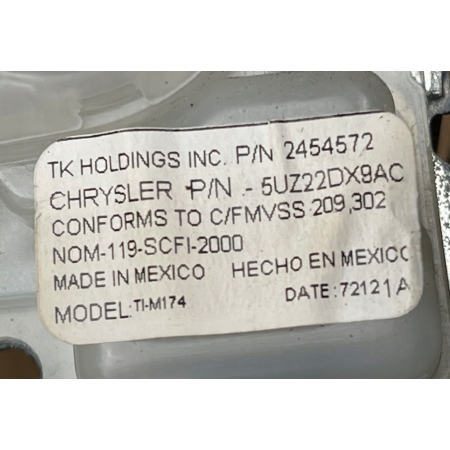 TK HOLDINGS INC. P/N 2454572
CHRYSLER P/N - 5UZ22DX9AC
CONFORMS TO C/FMVSS 209,302
NOM-119-SCFI-2000
MADE IN MEXICO HECHO EN MEXICO
MODEL: TI-M174 DATE: 72121A